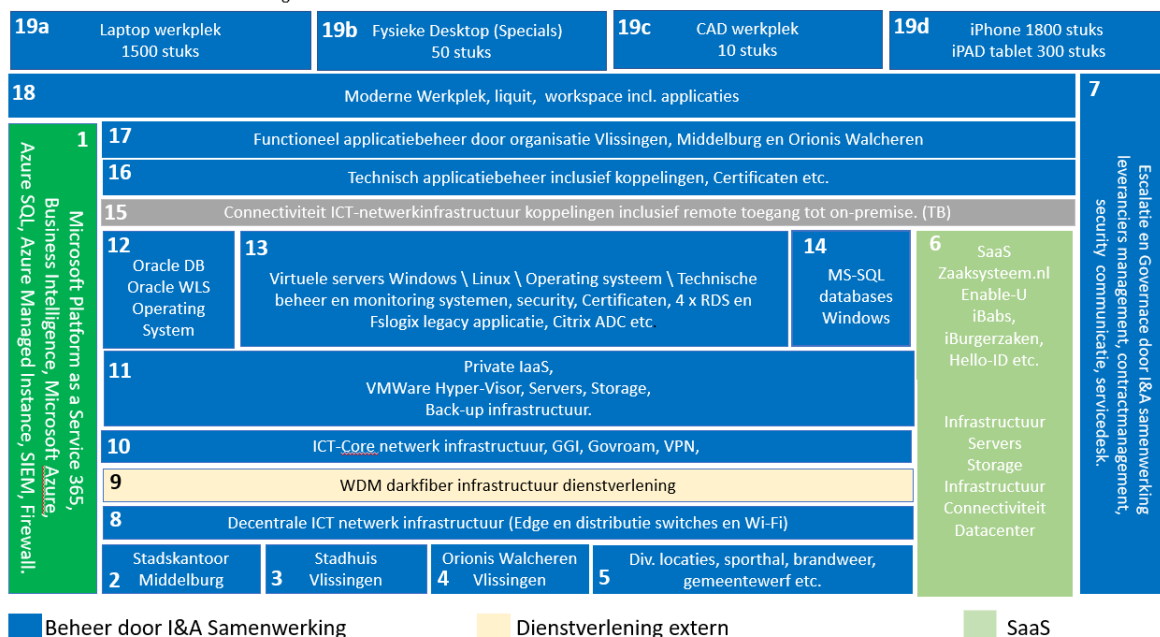 19a
Laptop werkplek
1500 stuks
19b
Fysieke Desktop (Specials)
50 stuks
19c
CAD werkplek
10 stuks
19d
iPhone 1800 stuks
iPAD tablet 300 stuks
18
Moderne Werkplek, liquit, workspace incl. applicaties
7
Escalatie en Governace door I&A samenwerking
leveranciers management, contractmanagement,
security communicatie, servicedesk.
1
Microsoft Platform as a Service 365,
Business Intelligence, Microsoft Azure,
Azure SQL, Azure Managed Instance, SIEM, Firewall.
17
Functioneel applicatiebeheer door organisatie Vlissingen, Middelburg en Orionis Walcheren
16
Technisch applicatiebeheer inclusief koppelingen, Certificaten etc.
15
Connectiviteit ICT-netwerkinfrastructuur koppelingen inclusief remote toegang tot on-premise. (TB)
12
Oracle DB
Oracle WLS
Operating
System
13
Virtuele servers Windows \ Linux \ Operating systeem \ Technische
beheer en monitoring systemen, security, Certificaten, 4 x RDS en
Fslogix legacy applicatie, Citrix ADC etc.
14
MS-SQL
databases
Windows
6
SaaS
Zaaksysteem.nl
Enable-U
iBabs,
iBurgerzaken,
Hello-ID etc.
Infrastructuur
Servers
Storage
Infrastructuur
Connectiviteit
Datacenter
11
Private IaaS,
VMWare Hyper-Visor, Servers, Storage,
Back-up infrastructuur.
10
ICT-Core netwerk infrastructuur, GGI, Govroam, VPN,
9
WDM darkfiber infrastructuur dienstverlening
8
Decentrale ICT netwerk infrastructuur (Edge en distributie switches en Wi-Fi)
2
Stadskantoor
Middelburg
3
Stadhuis
Vlissingen
4
Orionis Walcheren
Vlissingen
5
Div. locaties, sporthal, brandweer,
gemeentewerf etc.
Beheer door I&A Samenwerking
Dienstverlening extern
SaaS